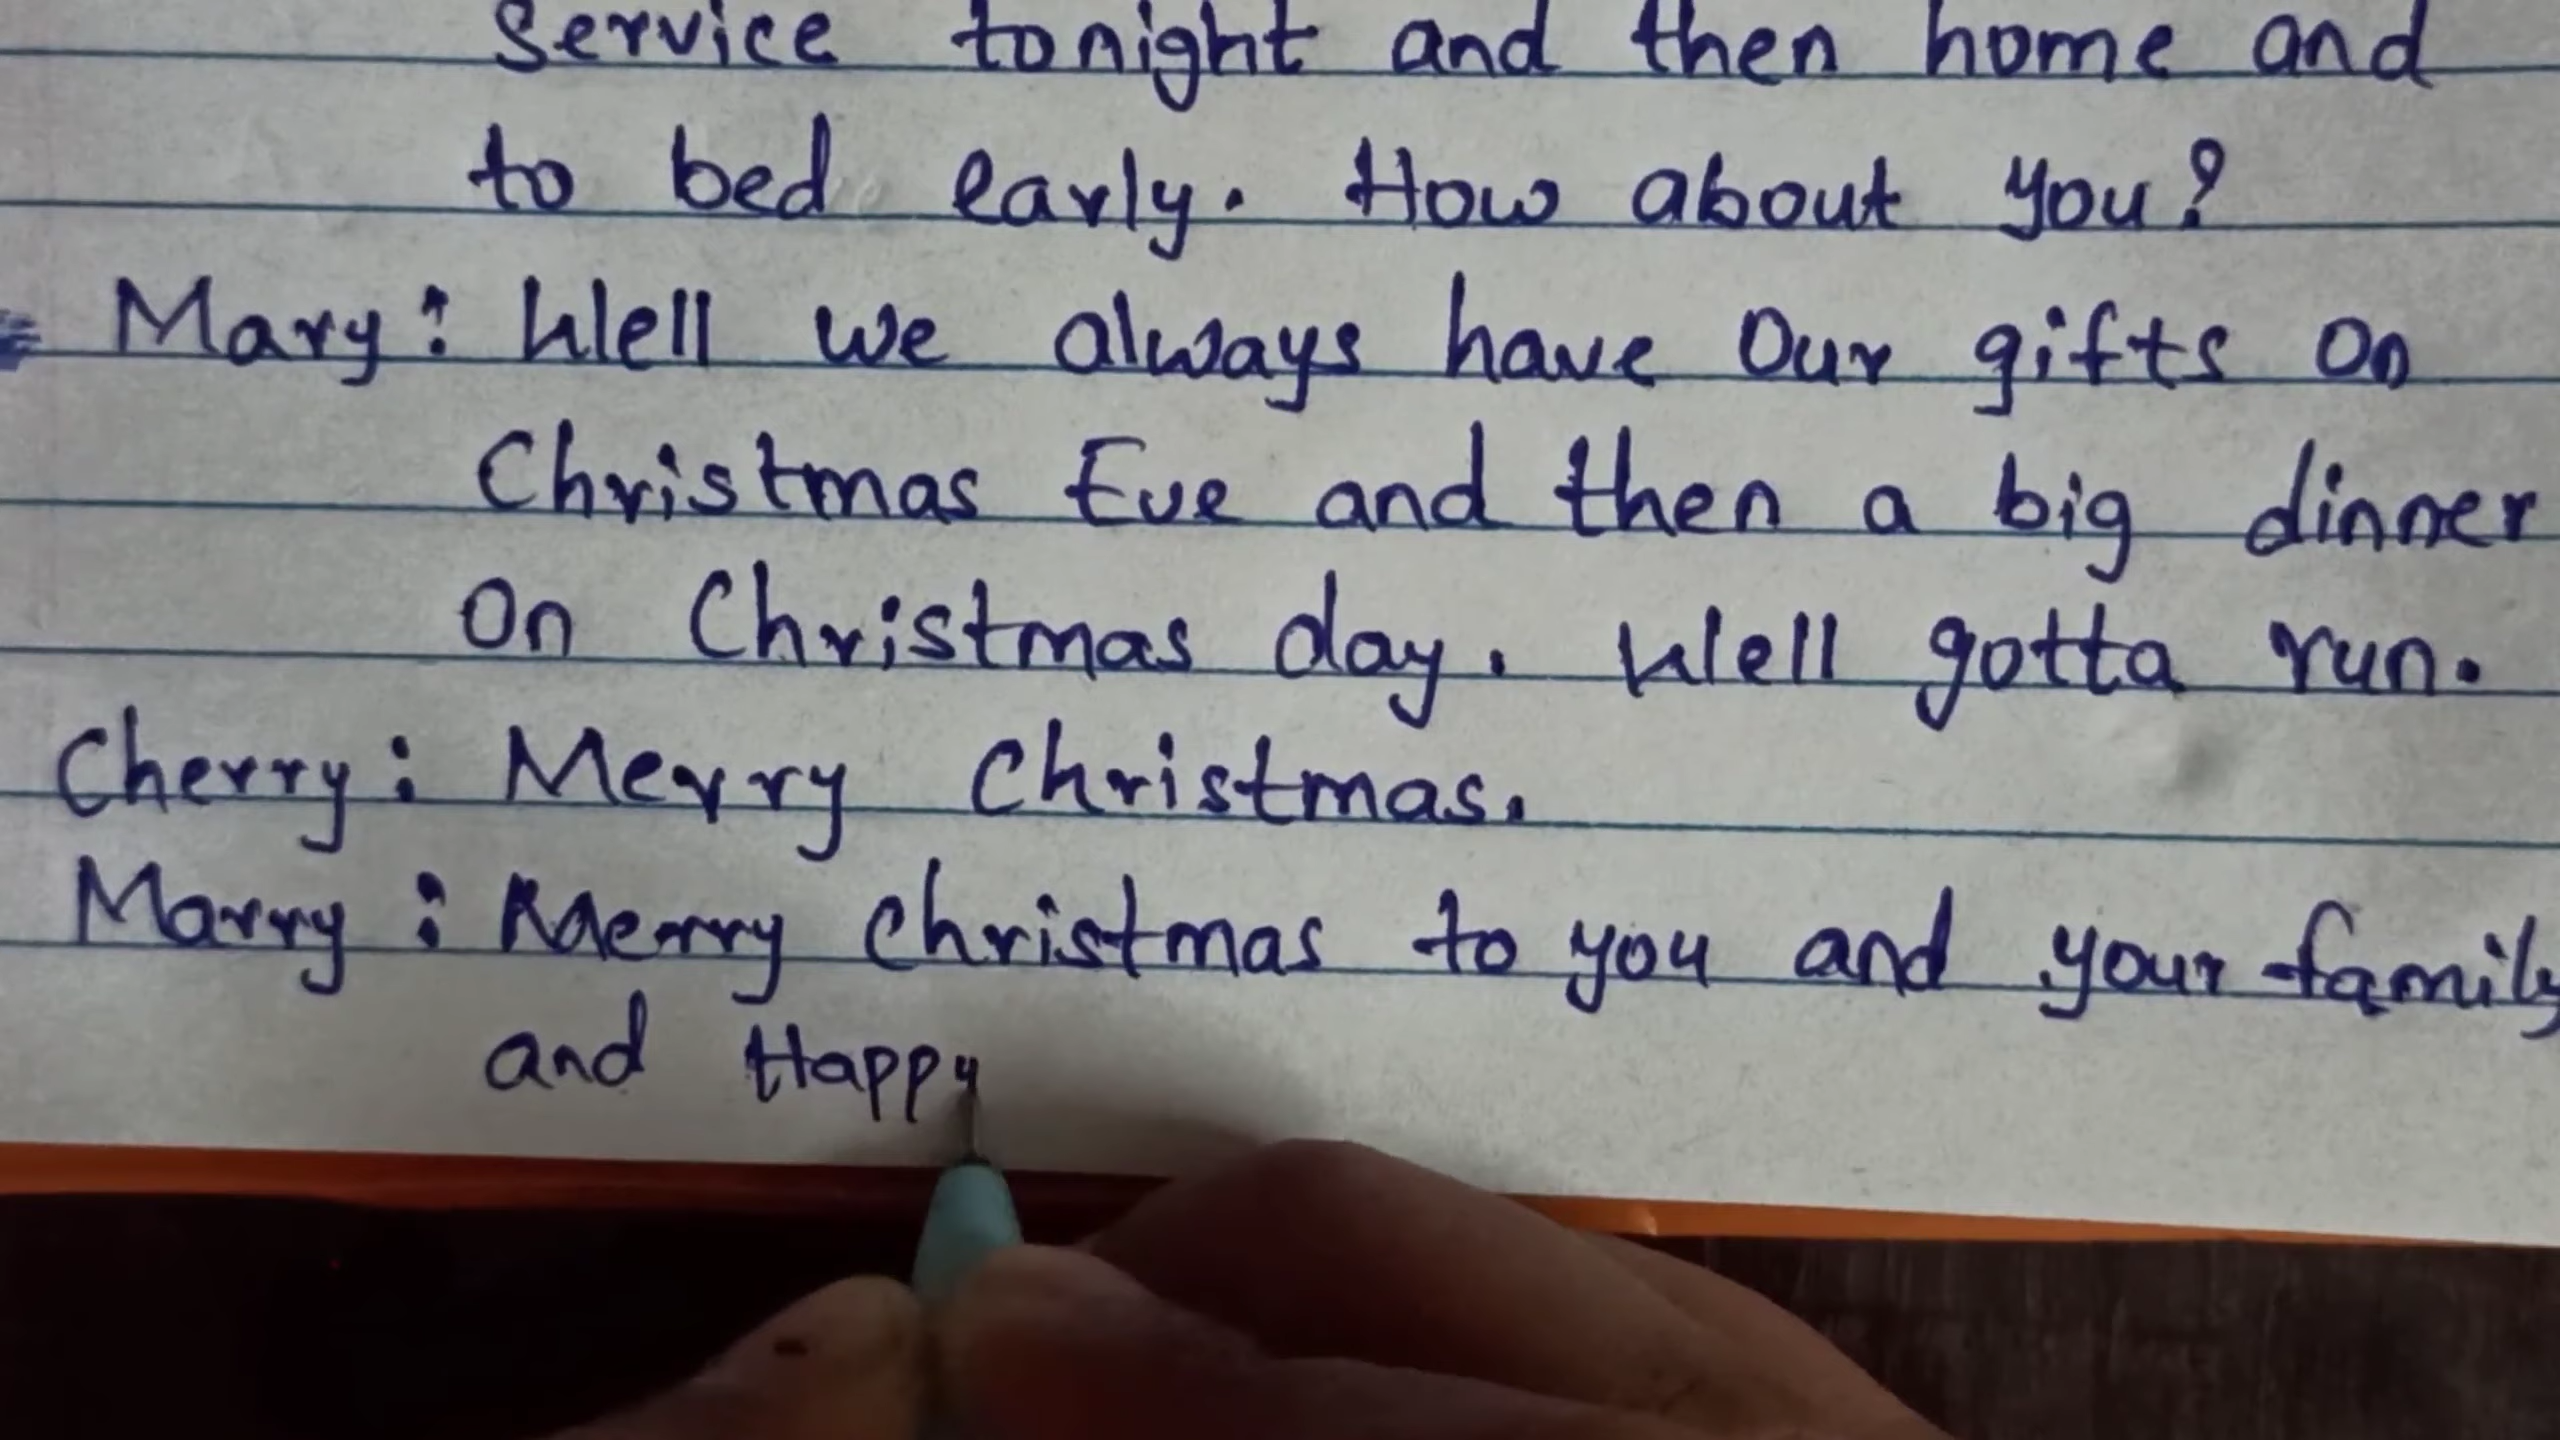 Service tonight and then home and
to bed early. How about you?
Mary: Well we always have our gifts on
Christmas Eve and then a big dinner
on Christmas day. Well gotta run.
Cherry: Merry christmas.
Marry: Merry christmas to you and your family
and Happy